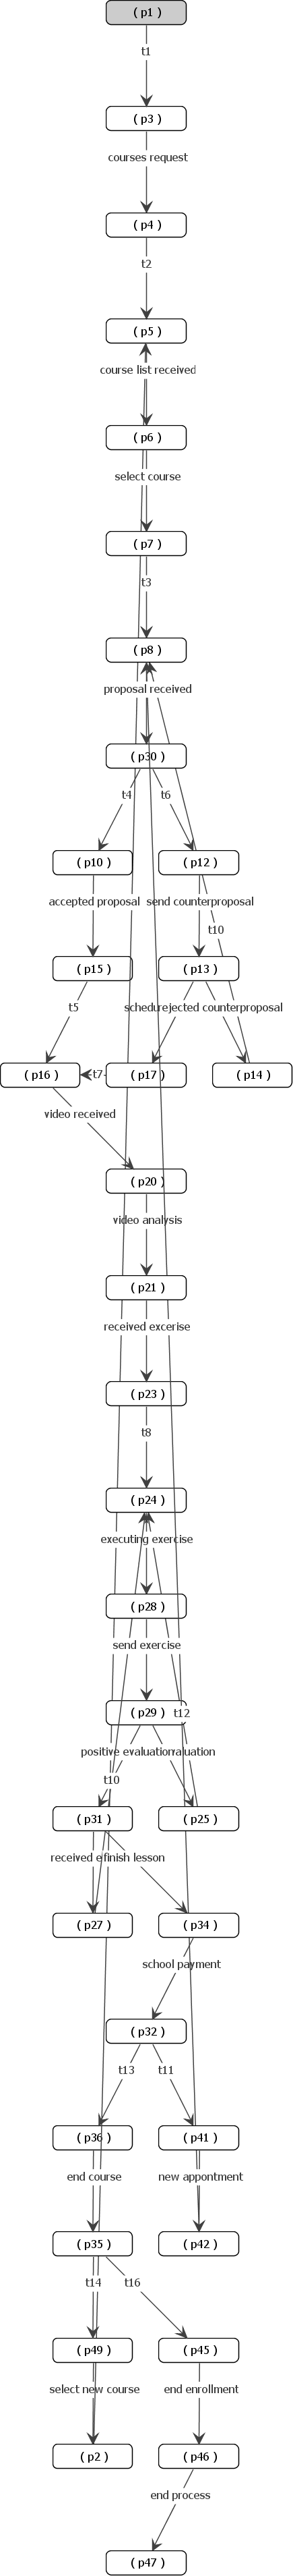 ( p1 )
t1
( p3 )
courses request
( p4 )
t2
( p5 )
course list received
( p6 )
select course
( p7 )
t3
( p8 )
proposal received
( p30 )
t4 t6
( p10 ) ( p12 )
accepted proposal send counterproposal
t10
( p15 ) ( p13 )
t5 rejected counterproposal
( p16 ) t7 ( p17 ) ( p14 )
video received
( p20 )
video analysis
( p21 )
received excerise
( p23 )
t8
( p24 )
executing exercise
( p28 )
send exercise
( p29 )
t12
positive evaluation
t10
( p31 ) ( p25 )
received finish lesson
( p27 ) ( p34 )
school payment
( p32 )
t13 t11
( p36 ) ( p41 )
end course new appontment
( p35 ) ( p42 )
t14 t16
( p49 ) ( p45 )
select new course end enrollment
( p2 ) ( p46 )
end process
( p47 )